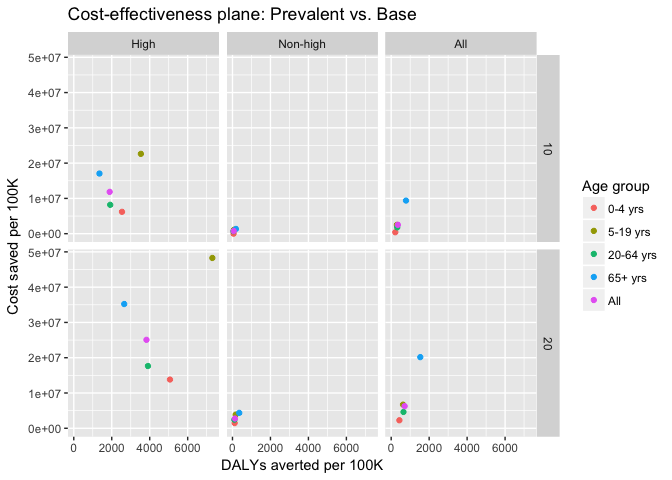 Cost-effectiveness plane: Prevalent vs. Base
High Non-high All
5e+07
4e+07
3e+07
2e+07
1e+07
0e+00
10
5e+07
4e+07
3e+07
2e+07
1e+07
0e+00
20
Cost saved per 100K
0 2000 4000 6000 0 2000 4000 6000 0 2000 4000 6000
DALYs averted per 100K
Age group
0-4 yrs
5-19 yrs
20-64 yrs
65+ yrs
All